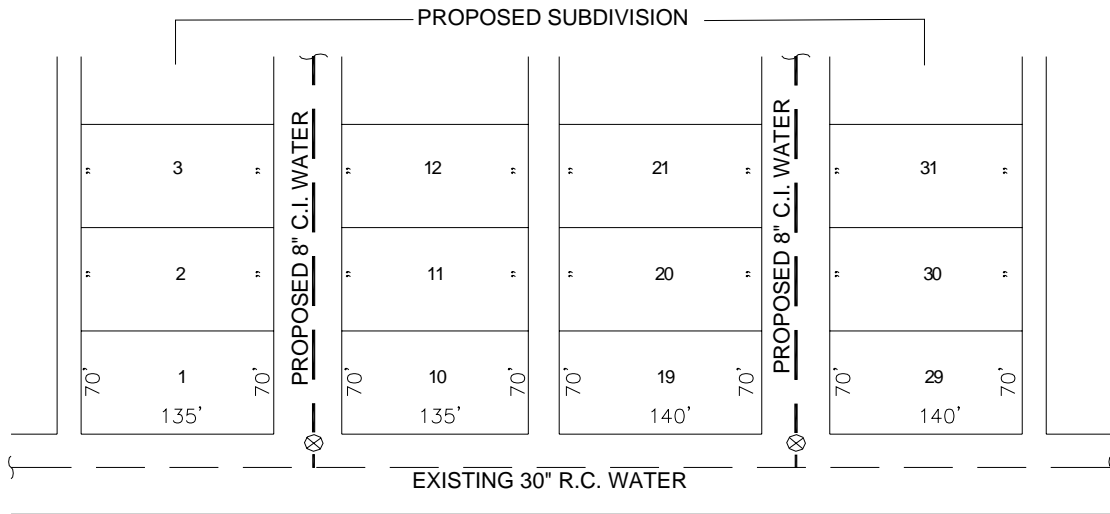 PROPOSED SUBDIVISION
PROPOSED 8" C.I. WATER
PROPOSED 8" C.I. WATER
" 3 "
" 12 "
" 21 "
" 31 "
" 2 "
" 11 "
" 20 "
" 30 "
70' 1 70'
135'
70' 10 70'
135'
70' 19 70'
140'
70' 29 70'
140'
EXISTING 30" R.C. WATER